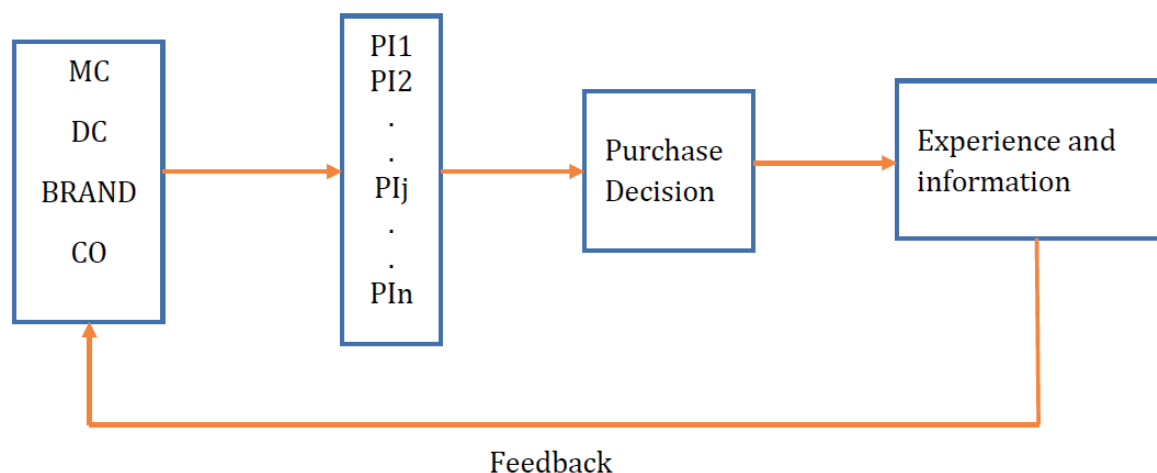 MC
DC
BRAND
CO
PI1
PI2
.
.
PIj
.
.
PIn
Purchase
Decision
Experience and
information
Feedback